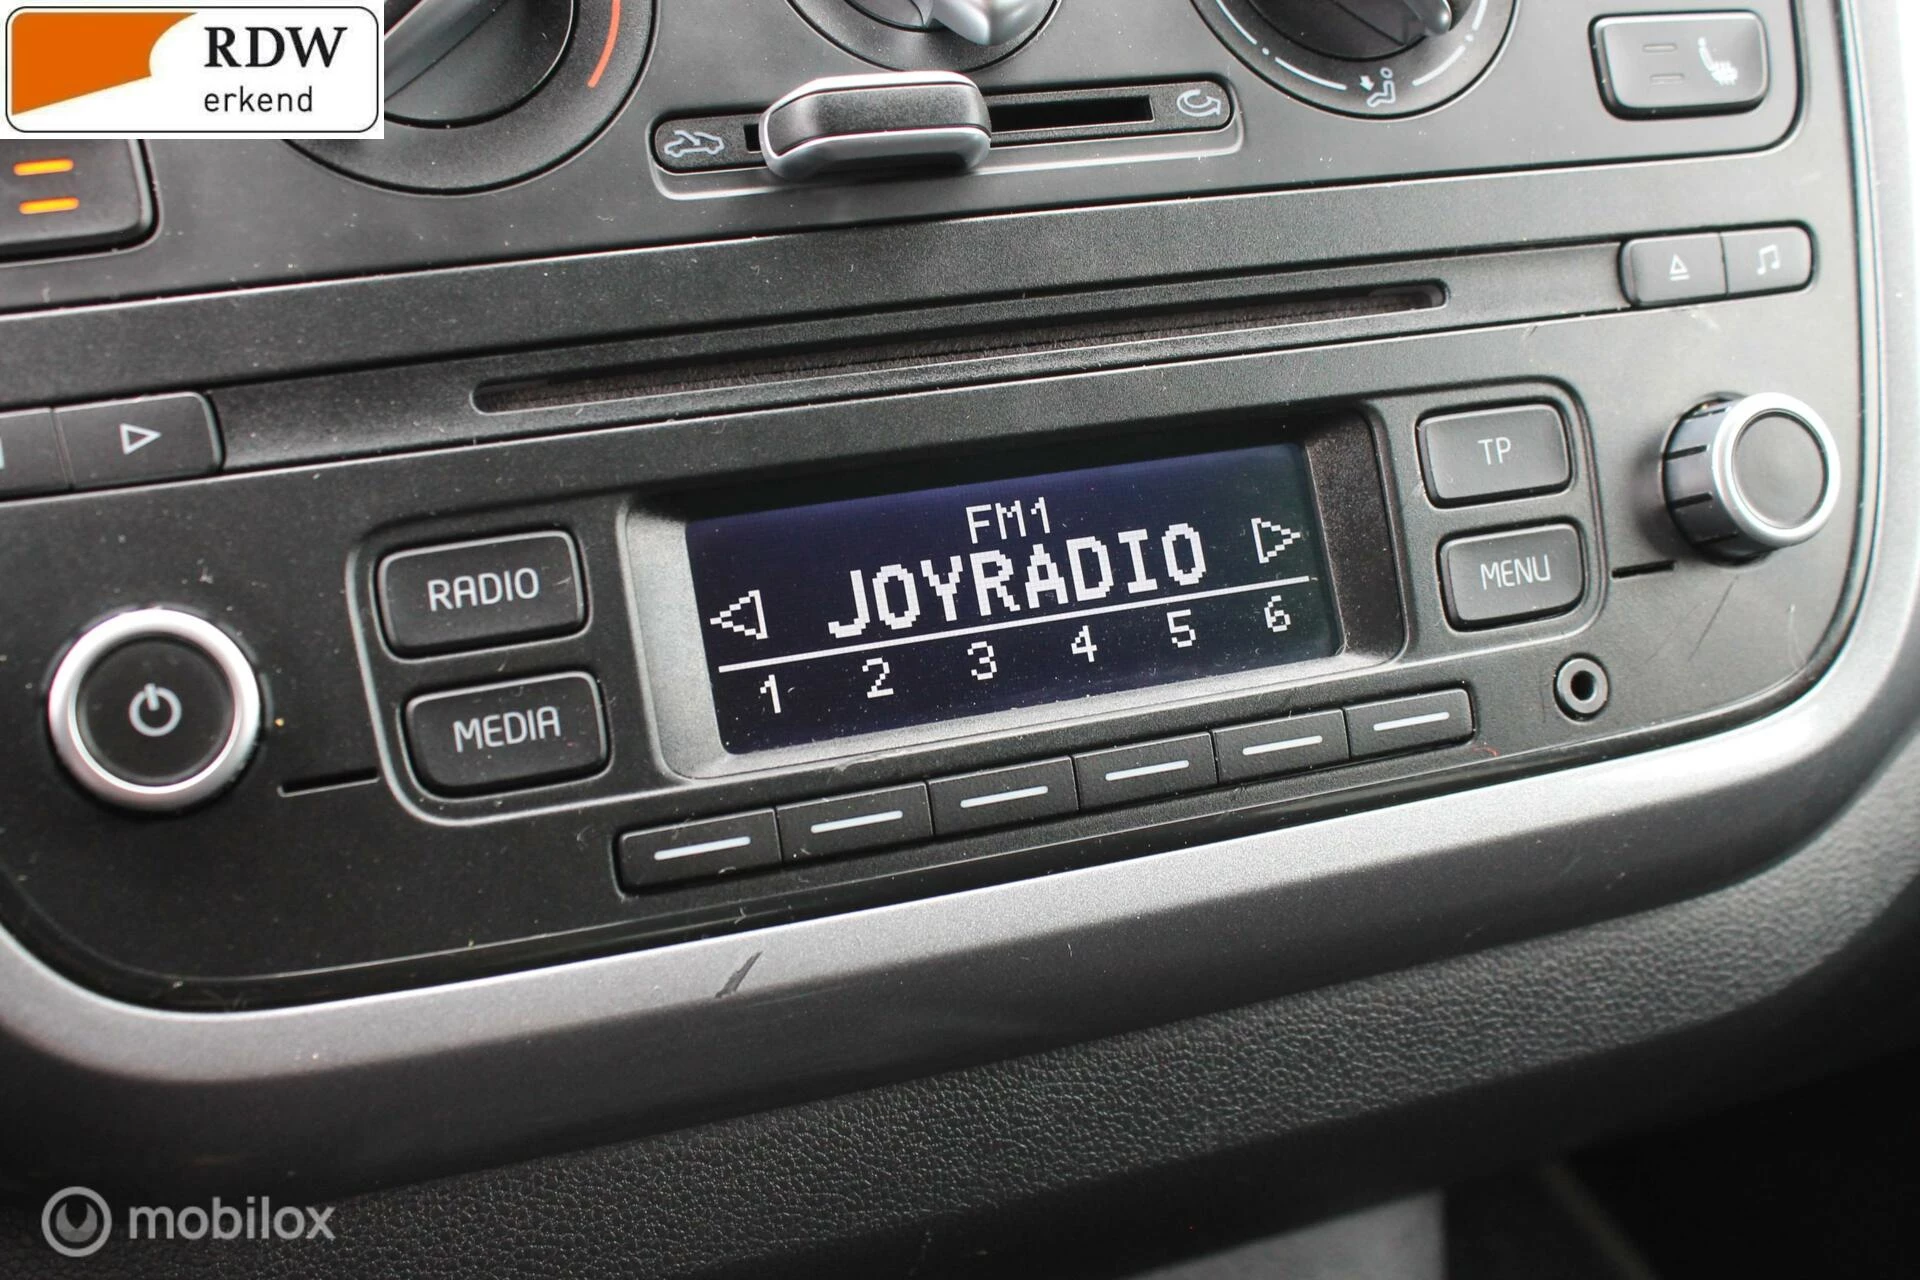 RDW
erkend
FM1
JOYRADIO
1 2 3 4 5 6
RADIO
MEDIA
TP
MENU
mobilox